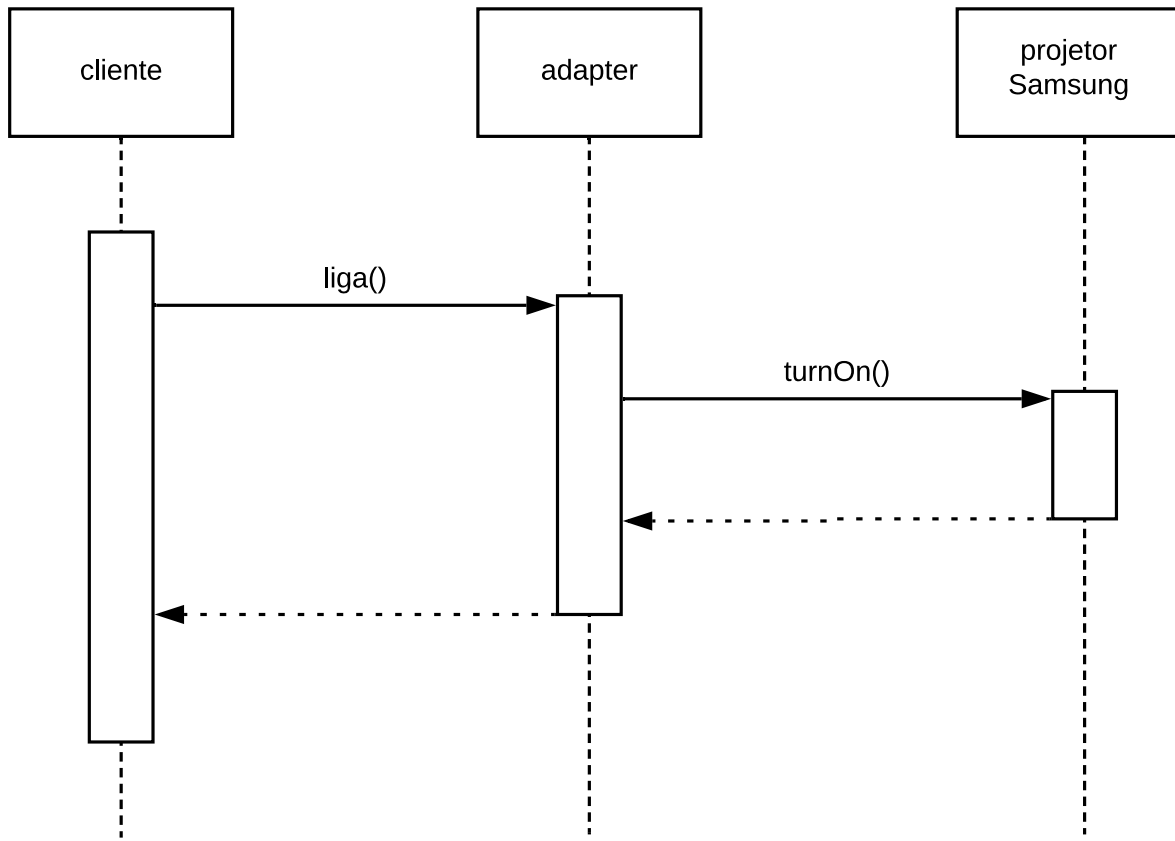 cliente
adapter
projetor
Samsung
liga()
turnOn()